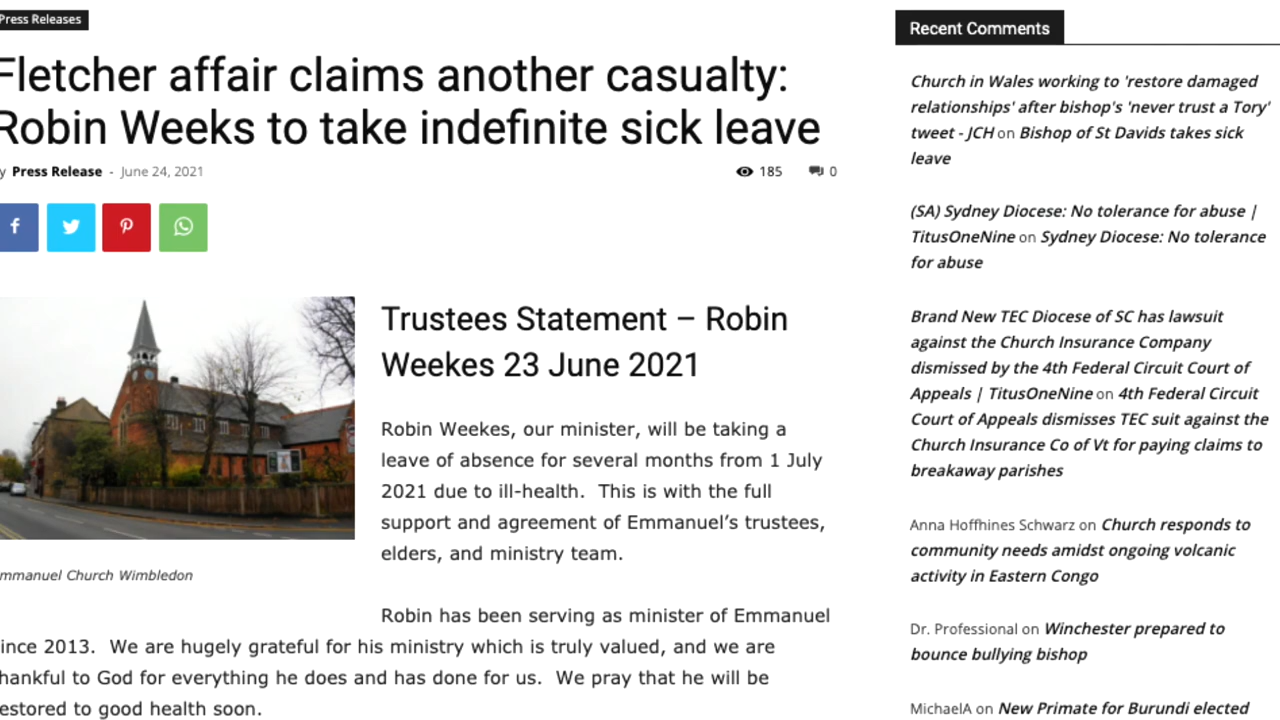 Press Releases
Fletcher affair claims another casualty:
Robin Weeks to take indefinite sick leave
y Press Release - June 24, 2021
185
0
Trustees Statement – Robin
Weekes 23 June 2021
Robin Weekes, our minister, will be taking a
leave of absence for several months from 1 July
2021 due to ill-health. This is with the full
support and agreement of Emmanuel’s trustees,
elders, and ministry team.
mmanuel Church Wimbledon
Robin has been serving as minister of Emmanuel
ince 2013. We are hugely grateful for his ministry which is truly valued, and we are
hankful to God for everything he does and has done for us. We pray that he will be
estored to good health soon.
Recent Comments
Church in Wales working to 'restore damaged
relationships' after bishop's 'never trust a Tory'
tweet - JCH on Bishop of St Davids takes sick
leave
(SA) Sydney Diocese: No tolerance for abuse |
TitusOneNine on Sydney Diocese: No tolerance
for abuse
Brand New TEC Diocese of SC has lawsuit
against the Church Insurance Company
dismissed by the 4th Federal Circuit Court of
Appeals | TitusOneNine on 4th Federal Circuit
Court of Appeals dismisses TEC suit against the
Church Insurance Co of Vt for paying claims to
breakaway parishes
Anna Hoffhines Schwarz on Church responds to
community needs amidst ongoing volcanic
activity in Eastern Congo
Dr. Professional on Winchester prepared to
bounce bullying bishop
MichaelA on New Primate for Burundi elected